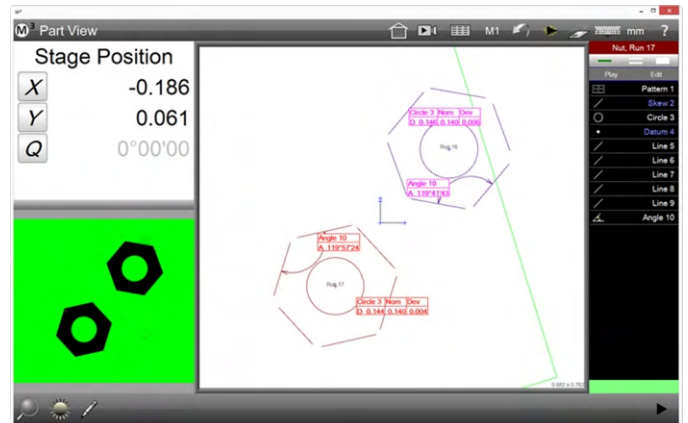 M³ Part View
M1
mm
?
Stage Position
X -0.186
Y 0.061
Q 0°00'00
Circle 3 Nom Dev
D 0.146 0.140 0.006
Run 16
Angle 10
A 119°41'43
Angle 10
A 119°57'24
Run 17
Circle 3 Nom Dev
D 0.144 0.140 0.004
Nut, Run 17
Play Edit
Pattern 1
Skew 2
Circle 3
Datum 4
Line 5
Line 6
Line 7
Line 8
Line 9
Angle 10